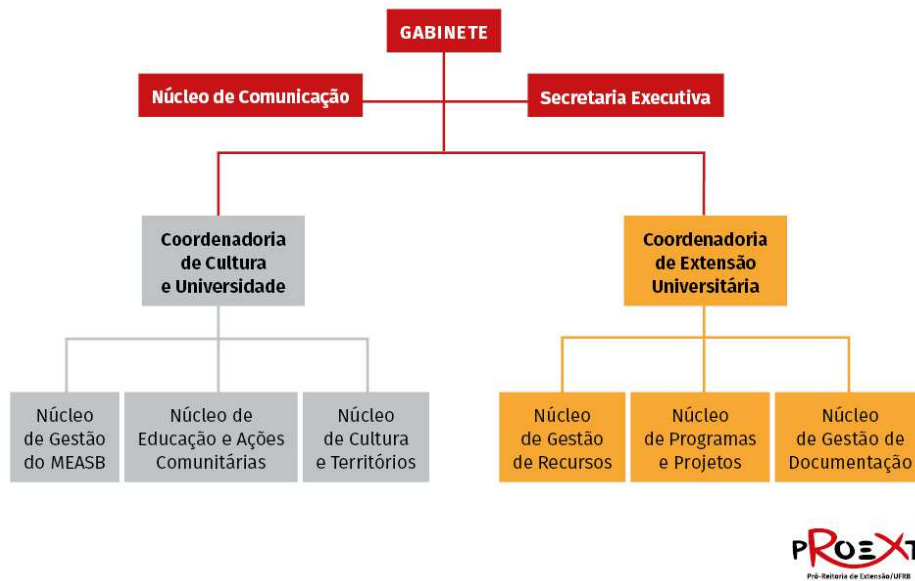 GABINETE
Núcleo de Comunicação
Secretaria Executiva
Coordenadoria
de Cultura
e Universidade
Coordenadoria
de Extensão
Universitária
Núcleo
de Gestão
do MEASB
Núcleo de
Educação e Ações
Comunitárias
Núcleo
de Cultura
e Territórios
Núcleo
de Gestão
de Recursos
Núcleo
de Programas
e Projetos
Núcleo
de Gestão de
Documentação
PROEXT
Pró-Reitoria de Extensão/UFRB